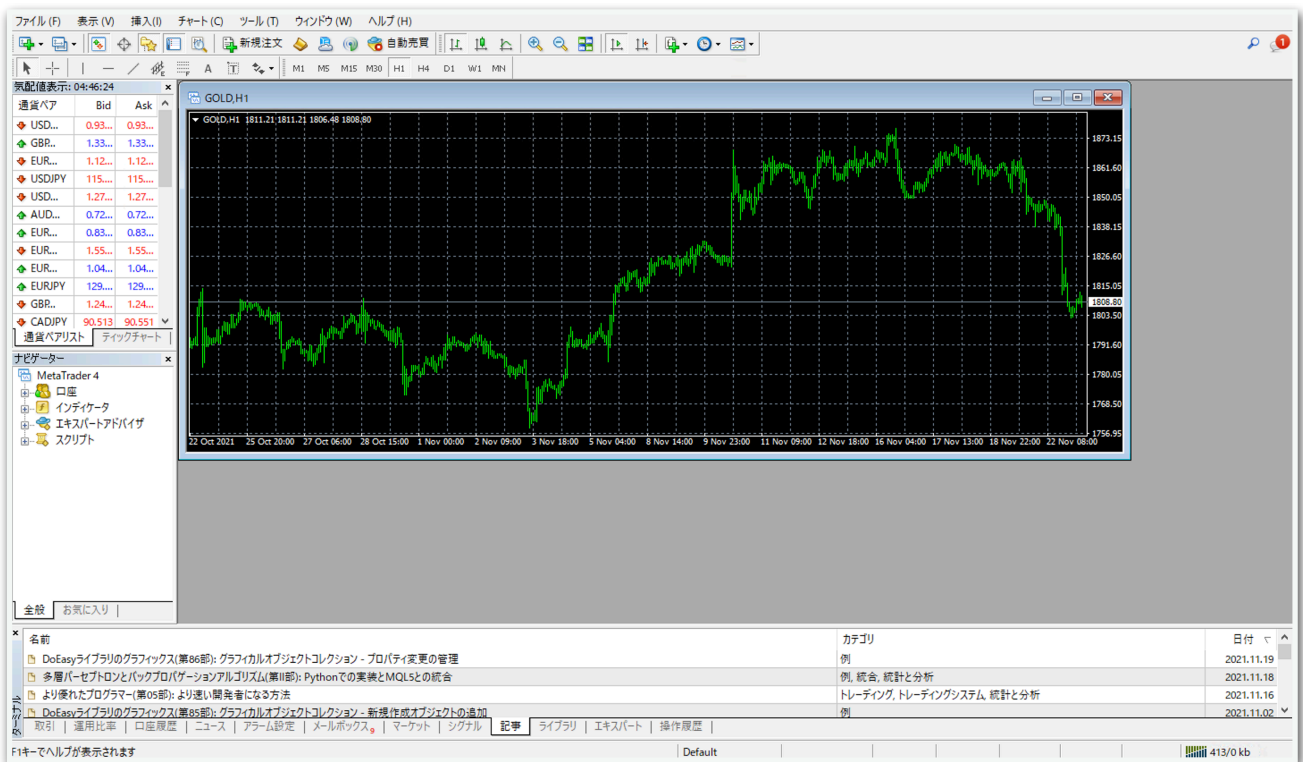 ファイル (F) 表示 (V) 挿入(I) チャート(C) ツール (T) ウィンドウ (W) ヘルプ (H)
新規注文 自動売買 1
A T M1 M5 M15 M30 H1 H4 D1 W1 MN
気配値表示: 04:46:24
通貨ペア Bid Ask
USD... 0.93... 0.93...
GBP... 1.33... 1.33...
EUR... 1.12... 1.12...
USDJPY 115.... 115....
USD... 1.27... 1.27...
AUD... 0.72... 0.72...
EUR... 0.83... 0.83...
EUR... 1.55... 1.55...
EUR... 1.04... 1.04...
EURJPY 129.... 129....
GBP... 1.24... 1.24...
CADJPY 90.513 90.551
通貨ペアリスト ティックチャート
ナビゲーター
MetaTrader 4
口座
インディケータ
エキスパートアドバイザ
スクリプト
全般 お気に入り
GOLD,H1
GOLD,H1 1811.21 1811.21 1806.48 1808.80
1873.15
1861.60
1850.05
1838.15
1826.60
1815.05
1808.80
1803.50
1791.60
1780.05
1768.50
1756.95
22 Oct 2021 25 Oct 20:00 27 Oct 06:00 28 Oct 15:00 1 Nov 00:00 2 Nov 09:00 3 Nov 18:00 5 Nov 04:00 8 Nov 14:00 9 Nov 23:00 11 Nov 09:00 12 Nov 18:00 16 Nov 04:00 17 Nov 13:00 18 Nov 22:00 22 Nov 08:00
名前 カテゴリ 日付
DoEasyライブラリのグラフィックス(第86部): グラフィカルオブジェクトコレクション - プロパティ変更の管理 例 2021.11.19
多層パーセプトロンとバックプロパゲーションアルゴリズム(第II部): Pythonでの実装とMQL5との統合 例, 統合, 統計と分析 2021.11.18
より優れたプログラマー(第05部): より速い開発者になる方法 トレーディング, トレーディングシステム, 統計と分析 2021.11.16
DoEasyライブラリのグラフィックス(第85部): グラフィカルオブジェクトコレクション - 新規作成オブジェクトの追加 例 2021.11.02
ターミナル
取引 運用比率 口座履歴 ニュース アラーム設定 メールボックス 9 マーケット シグナル 記事 ライブラリ エキスパート 操作履歴
F1キーでヘルプが表示されます Default 413/0 kb